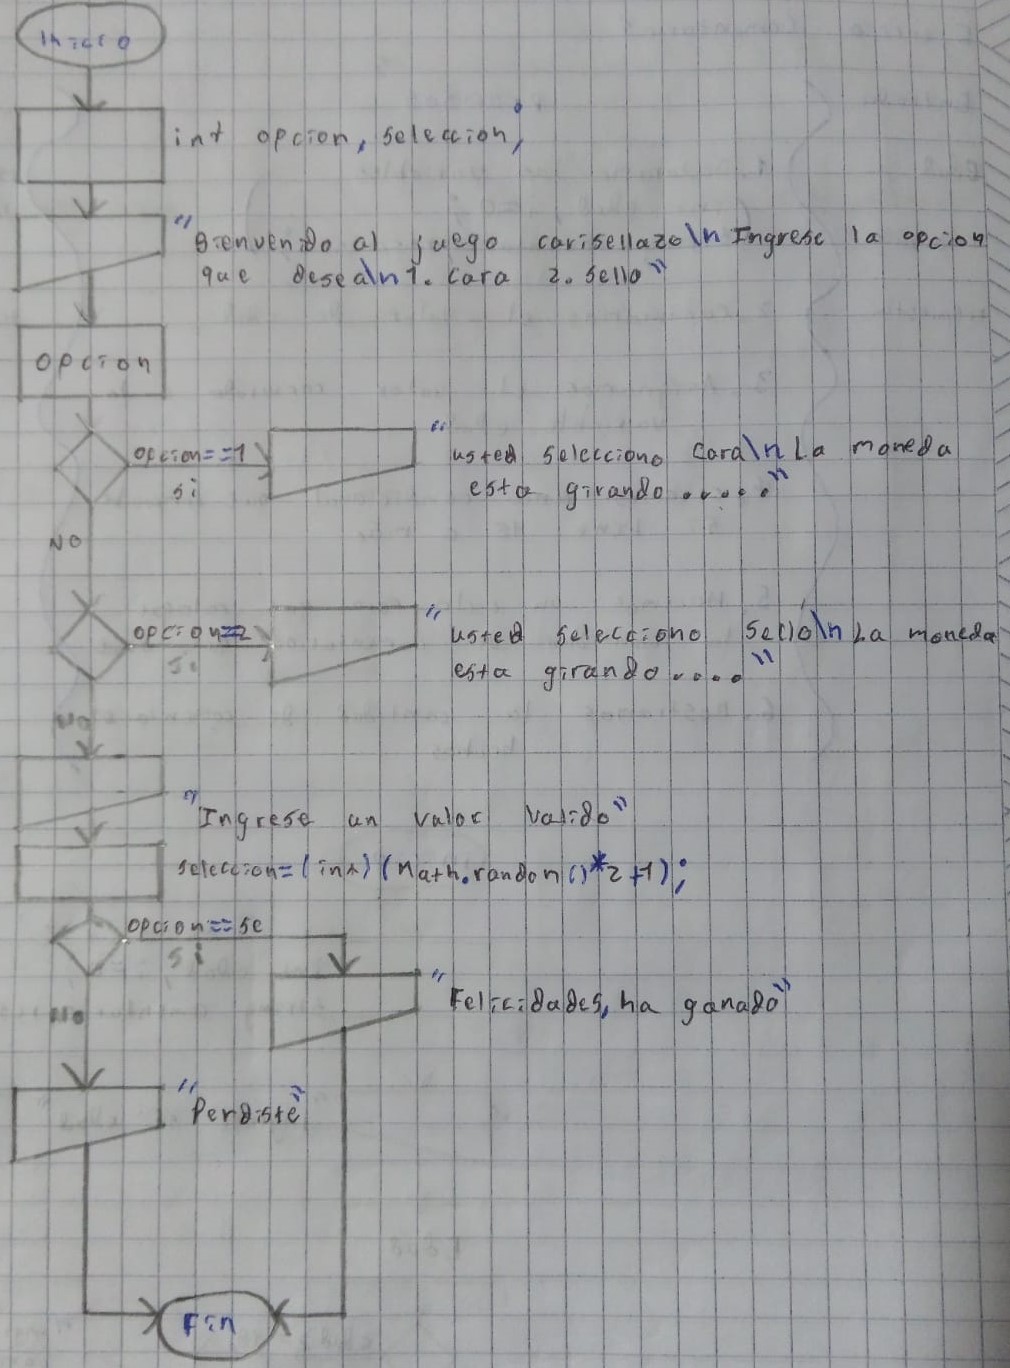 Inicio
int opcion, seleccion;
"Bienvenido al juego carisellazo\n Ingrese la opcion
que desea\n 1. cara 2. sello"
opcion
opcion==1
si
"usted selecciono Cara\n La moneda
esta girando....."
NO
opcion==2
si
"usted selecciono Sello\n La moneda
esta girando...."
NO
"Ingrese un valor valido"
seleccion=(int)(Math.random()*2+1);
opcion==se
si
"Felicidades, ha ganado"
NO
"Perdiste"
Fin